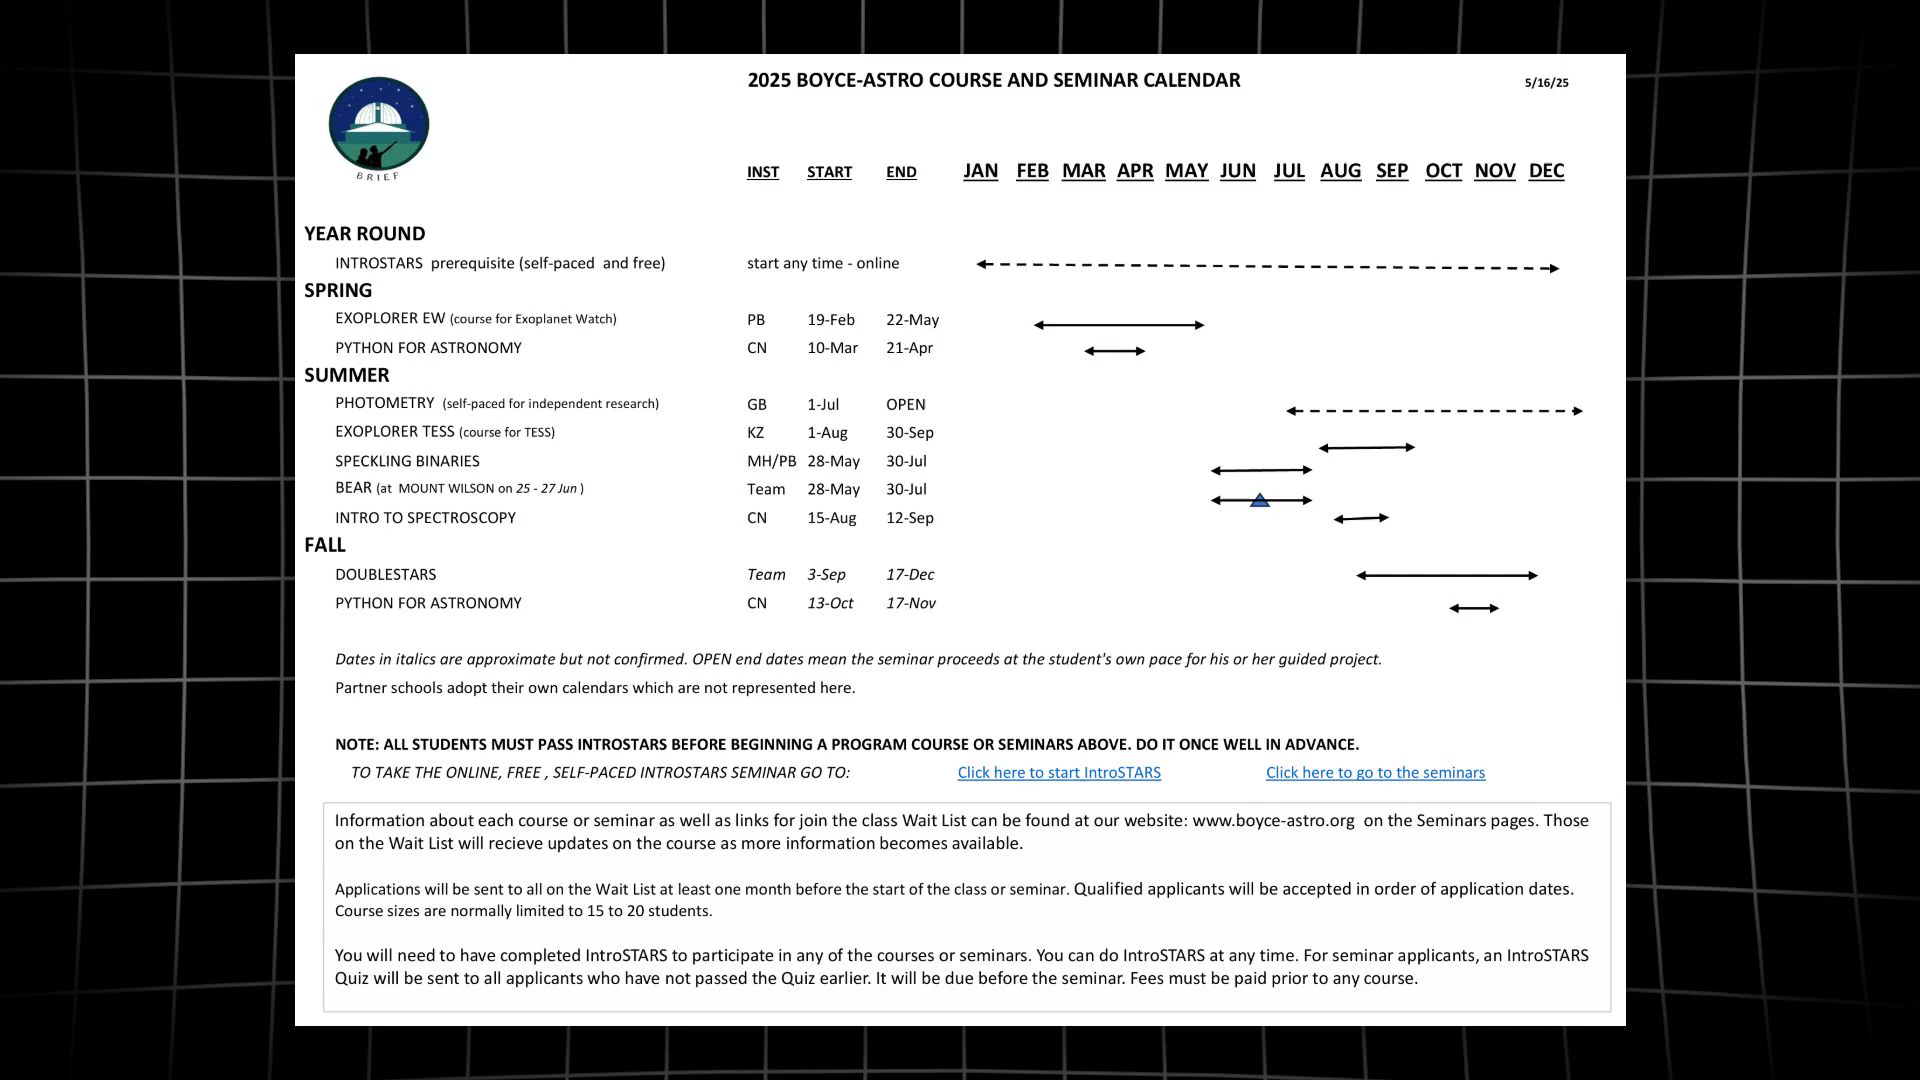 2025 BOYCE-ASTRO COURSE AND SEMINAR CALENDAR 5/16/25
BRIEF
INST START END JAN FEB MAR APR MAY JUN JUL AUG SEP OCT NOV DEC
YEAR ROUND
INTROSTARS prerequisite (self-paced and free) start any time - online
SPRING
EXOPLORER EW (course for Exoplanet Watch) PB 19-Feb 22-May
PYTHON FOR ASTRONOMY CN 10-Mar 21-Apr
SUMMER
PHOTOMETRY (self-paced for independent research) GB 1-Jul OPEN
EXOPLORER TESS (course for TESS) KZ 1-Aug 30-Sep
SPECKLING BINARIES MH/PB 28-May 30-Jul
BEAR (at MOUNT WILSON on 25 - 27 Jun ) Team 28-May 30-Jul
INTRO TO SPECTROSCOPY CN 15-Aug 12-Sep
FALL
DOUBLESTARS Team 3-Sep 17-Dec
PYTHON FOR ASTRONOMY CN 13-Oct 17-Nov
Dates in italics are approximate but not confirmed. OPEN end dates mean the seminar proceeds at the student's own pace for his or her guided project.
Partner schools adopt their own calendars which are not represented here.
NOTE: ALL STUDENTS MUST PASS INTROSTARS BEFORE BEGINNING A PROGRAM COURSE OR SEMINARS ABOVE. DO IT ONCE WELL IN ADVANCE.
TO TAKE THE ONLINE, FREE , SELF-PACED INTROSTARS SEMINAR GO TO: Click here to start IntroSTARS Click here to go to the seminars
Information about each course or seminar as well as links for join the class Wait List can be found at our website: www.boyce-astro.org on the Seminars pages. Those
on the Wait List will recieve updates on the course as more information becomes available.
Applications will be sent to all on the Wait List at least one month before the start of the class or seminar. Qualified applicants will be accepted in order of application dates.
Course sizes are normally limited to 15 to 20 students.
You will need to have completed IntroSTARS to participate in any of the courses or seminars. You can do IntroSTARS at any time. For seminar applicants, an IntroSTARS
Quiz will be sent to all applicants who have not passed the Quiz earlier. It will be due before the seminar. Fees must be paid prior to any course.